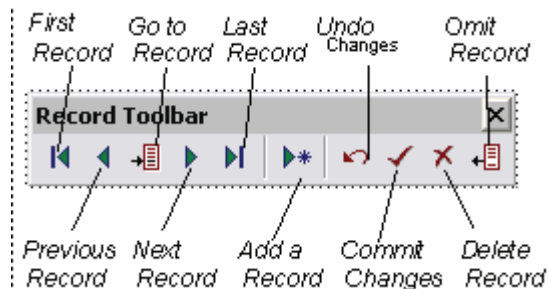 First Go to Last Undo Omit
Record Record Record Changes Record
Record Toolbar
Previous Next Add a Commit Delete
Record Record Record Changes Record